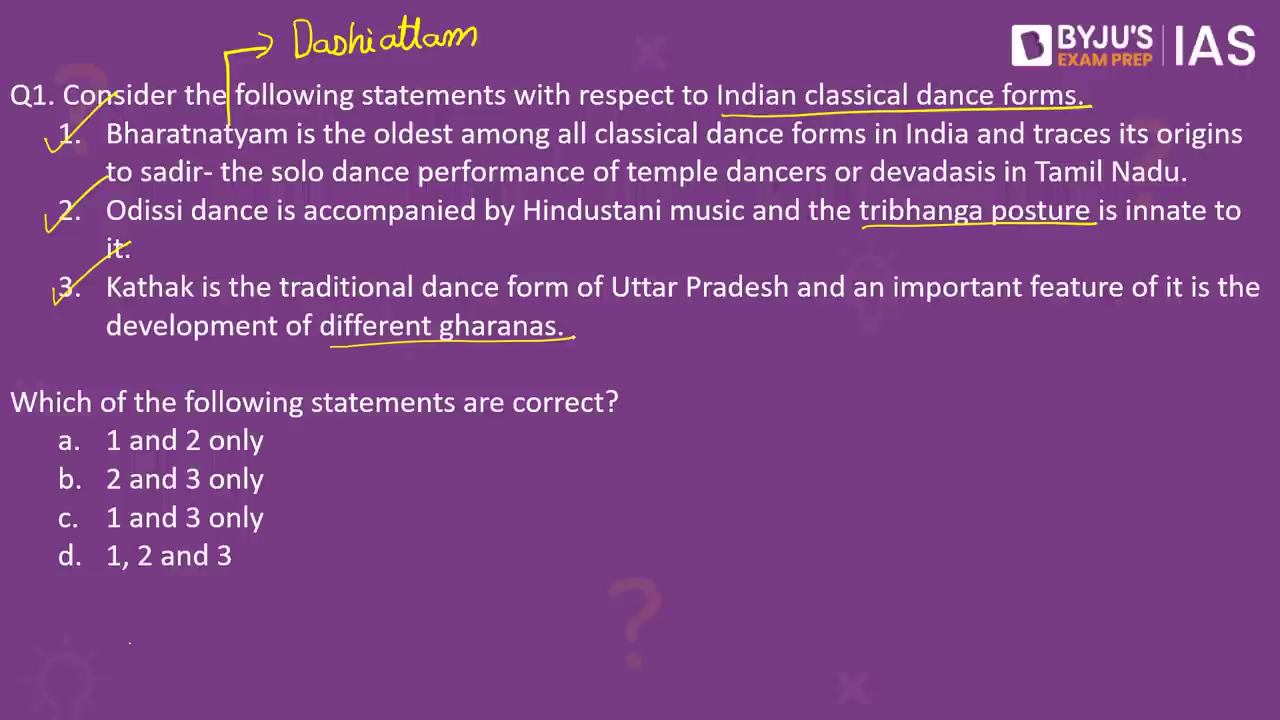 Dashiattam
BYJU'S
EXAM PREP
IAS
Q1. Consider the following statements with respect to Indian classical dance forms.
1. Bharatnatyam is the oldest among all classical dance forms in India and traces its origins
to sadir- the solo dance performance of temple dancers or devadasis in Tamil Nadu.
2. Odissi dance is accompanied by Hindustani music and the tribhanga posture is innate to
it.
3. Kathak is the traditional dance form of Uttar Pradesh and an important feature of it is the
development of different gharanas.
Which of the following statements are correct?
a. 1 and 2 only
b. 2 and 3 only
c. 1 and 3 only
d. 1, 2 and 3